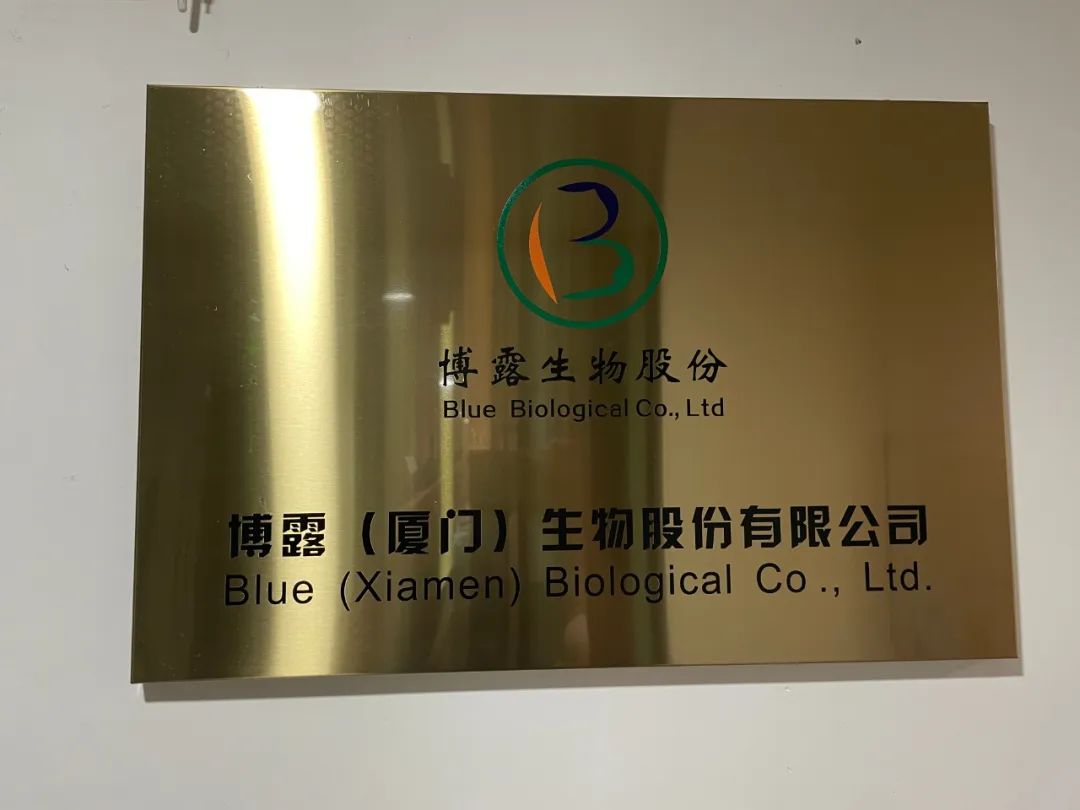 博露生物股份
Blue Biological Co., Ltd
博露（厦门）生物股份有限公司
Blue (Xiamen) Biological Co ., Ltd.